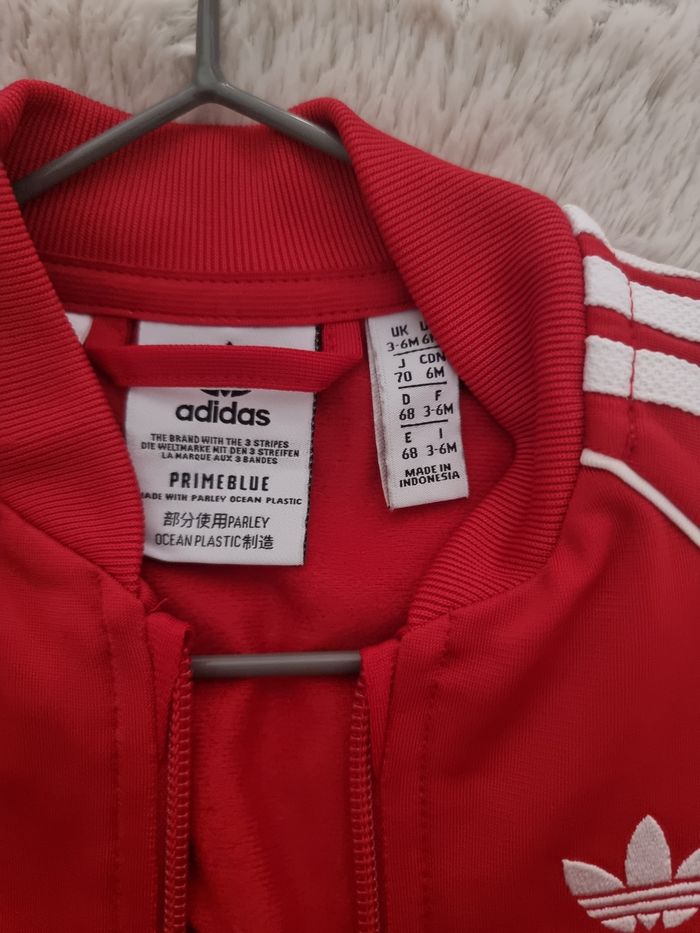 adidas
THE BRAND WITH THE 3 STRIPES
DIE WELTMARKE MIT DEN 3 STREIFEN
LA MARQUE AUX 3 BANDES
PRIMEBLUE
MADE WITH PARLEY OCEAN PLASTIC
部分使用PARLEY
OCEAN PLASTIC制造
UK
3-6M
J CDN
70 6M
D F
68 3-6M
E I
68 3-6M
MADE IN
INDONESIA